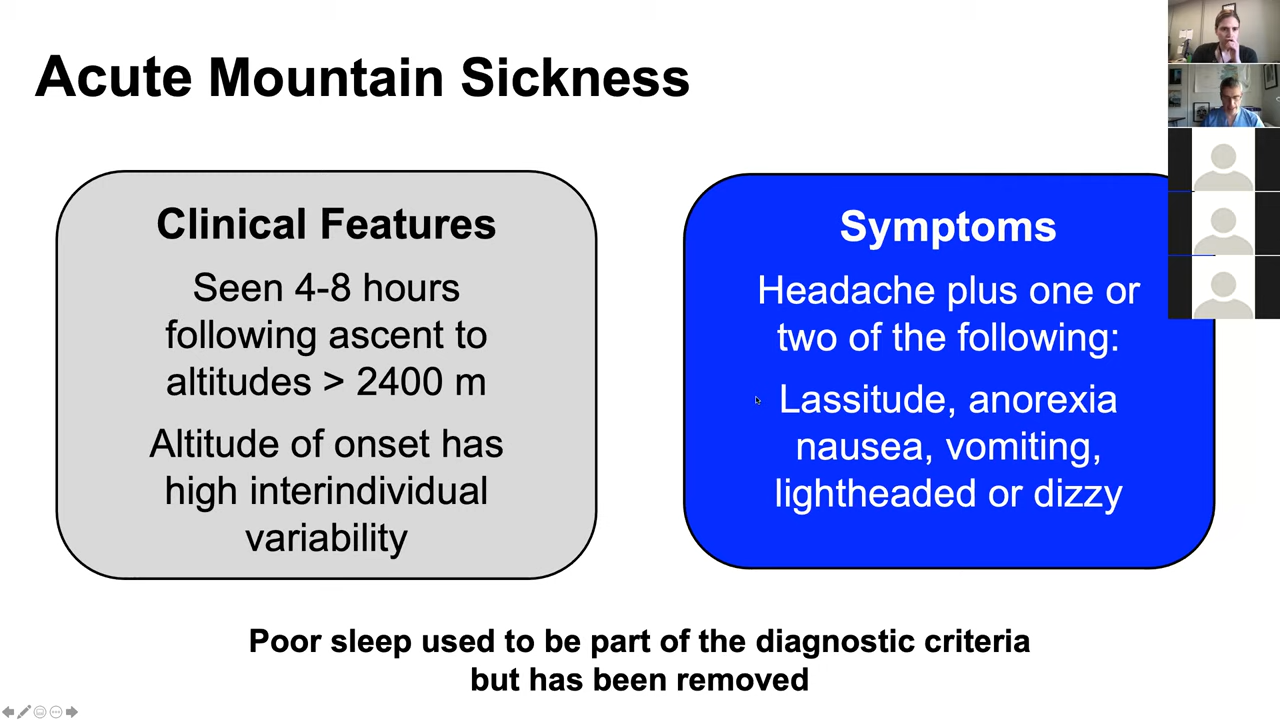 Acute Mountain Sickness
Clinical Features
Seen 4-8 hours
following ascent to
altitudes > 2400 m
Altitude of onset has
high interindividual
variability
Symptoms
Headache plus one or
two of the following:
Lassitude, anorexia
nausea, vomiting,
lightheaded or dizzy
Poor sleep used to be part of the diagnostic criteria
but has been removed